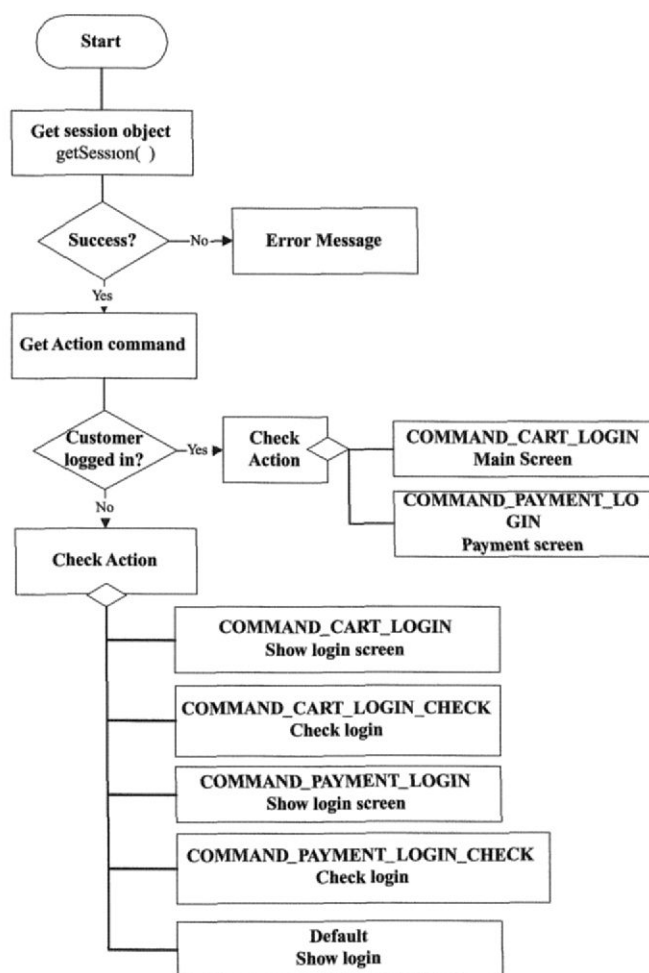 Start
Get session object
getSession( )
Success?
No
Error Message
Yes
Get Action command
Customer
logged in?
Yes
Check
Action
COMMAND_CART_LOGIN
Main Screen
COMMAND_PAYMENT_LO
GIN
Payment screen
No
Check Action
COMMAND_CART_LOGIN
Show login screen
COMMAND_CART_LOGIN_CHECK
Check login
COMMAND_PAYMENT_LOGIN
Show login screen
COMMAND_PAYMENT_LOGIN_CHECK
Check login
Default
Show login